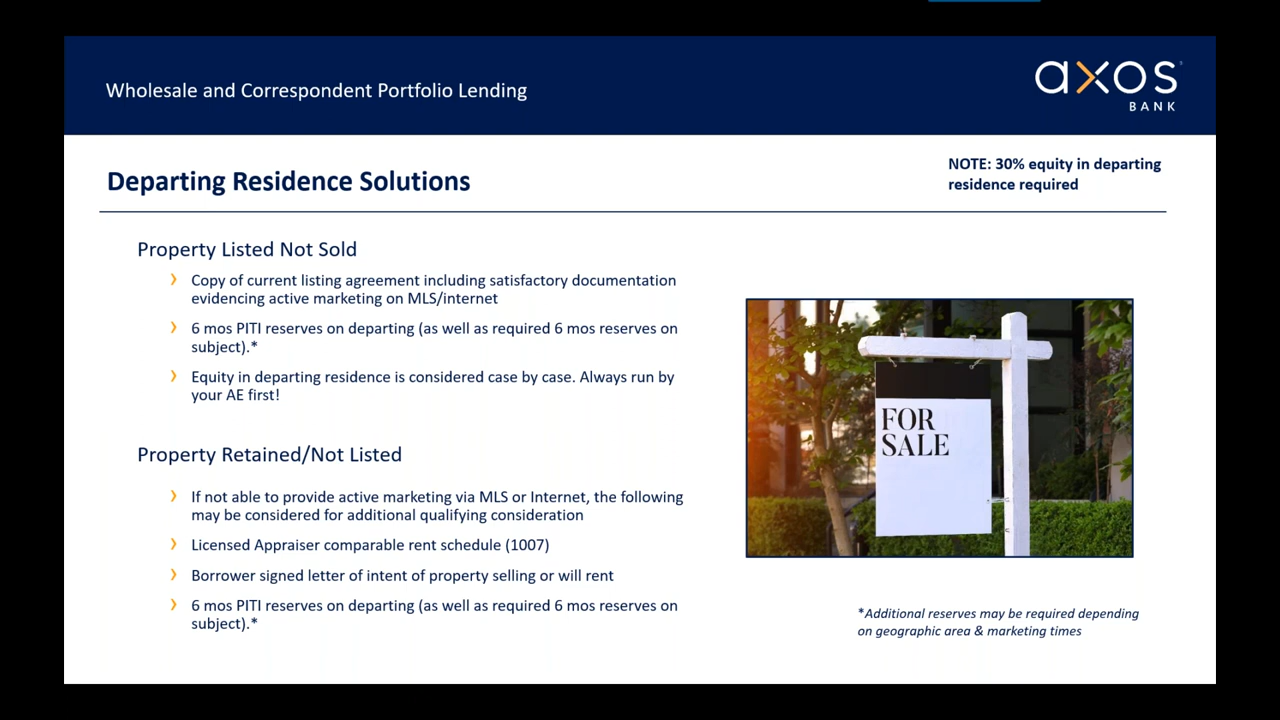 Wholesale and Correspondent Portfolio Lending
axos
BANK
Departing Residence Solutions
NOTE: 30% equity in departing
residence required
Property Listed Not Sold
Copy of current listing agreement including satisfactory documentation
evidencing active marketing on MLS/internet
6 mos PITI reserves on departing (as well as required 6 mos reserves on
subject).*
Equity in departing residence is considered case by case. Always run by
your AE first!
Property Retained/Not Listed
If not able to provide active marketing via MLS or Internet, the following
may be considered for additional qualifying consideration
Licensed Appraiser comparable rent schedule (1007)
Borrower signed letter of intent of property selling or will rent
6 mos PITI reserves on departing (as well as required 6 mos reserves on
subject).*
FOR
SALE
*Additional reserves may be required depending
on geographic area & marketing times